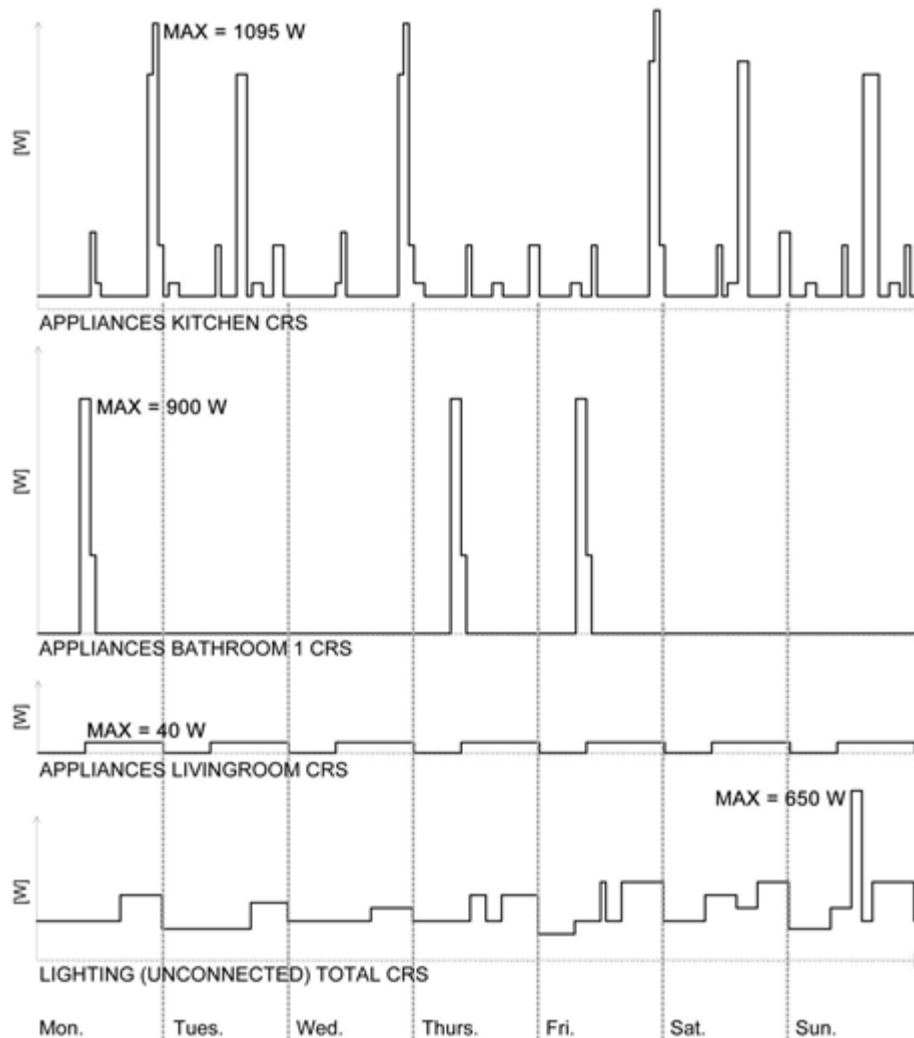 MAX = 1095 W
[W]
APPLIANCES KITCHEN CRS
MAX = 900 W
[W]
APPLIANCES BATHROOM 1 CRS
[W]
MAX = 40 W
APPLIANCES LIVINGROOM CRS
MAX = 650 W
[W]
LIGHTING (UNCONNECTED) TOTAL CRS
Mon. Tues. Wed. Thurs. Fri. Sat. Sun.